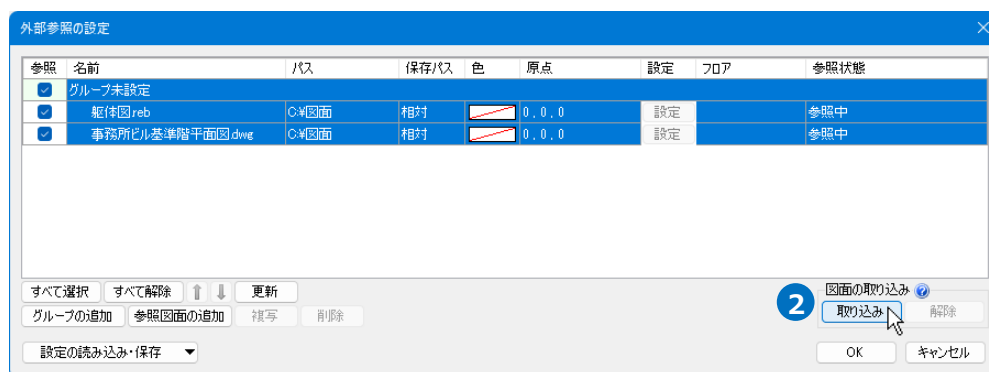 外部参照の設定
参照 名前 パス 保存パス 色 原点 設定 フロア 参照状態
グループ未設定
躯体図.reb C:¥図面 相対 0, 0, 0 設定 参照中
事務所ビル基準階平面図.dwg C:¥図面 相対 0, 0, 0 設定 参照中
すべて選択 すべて解除 更新 図面の取り込み
グループの追加 参照図面の追加 複写 削除 2 取り込み 解除
設定の読み込み・保存 OK キャンセル